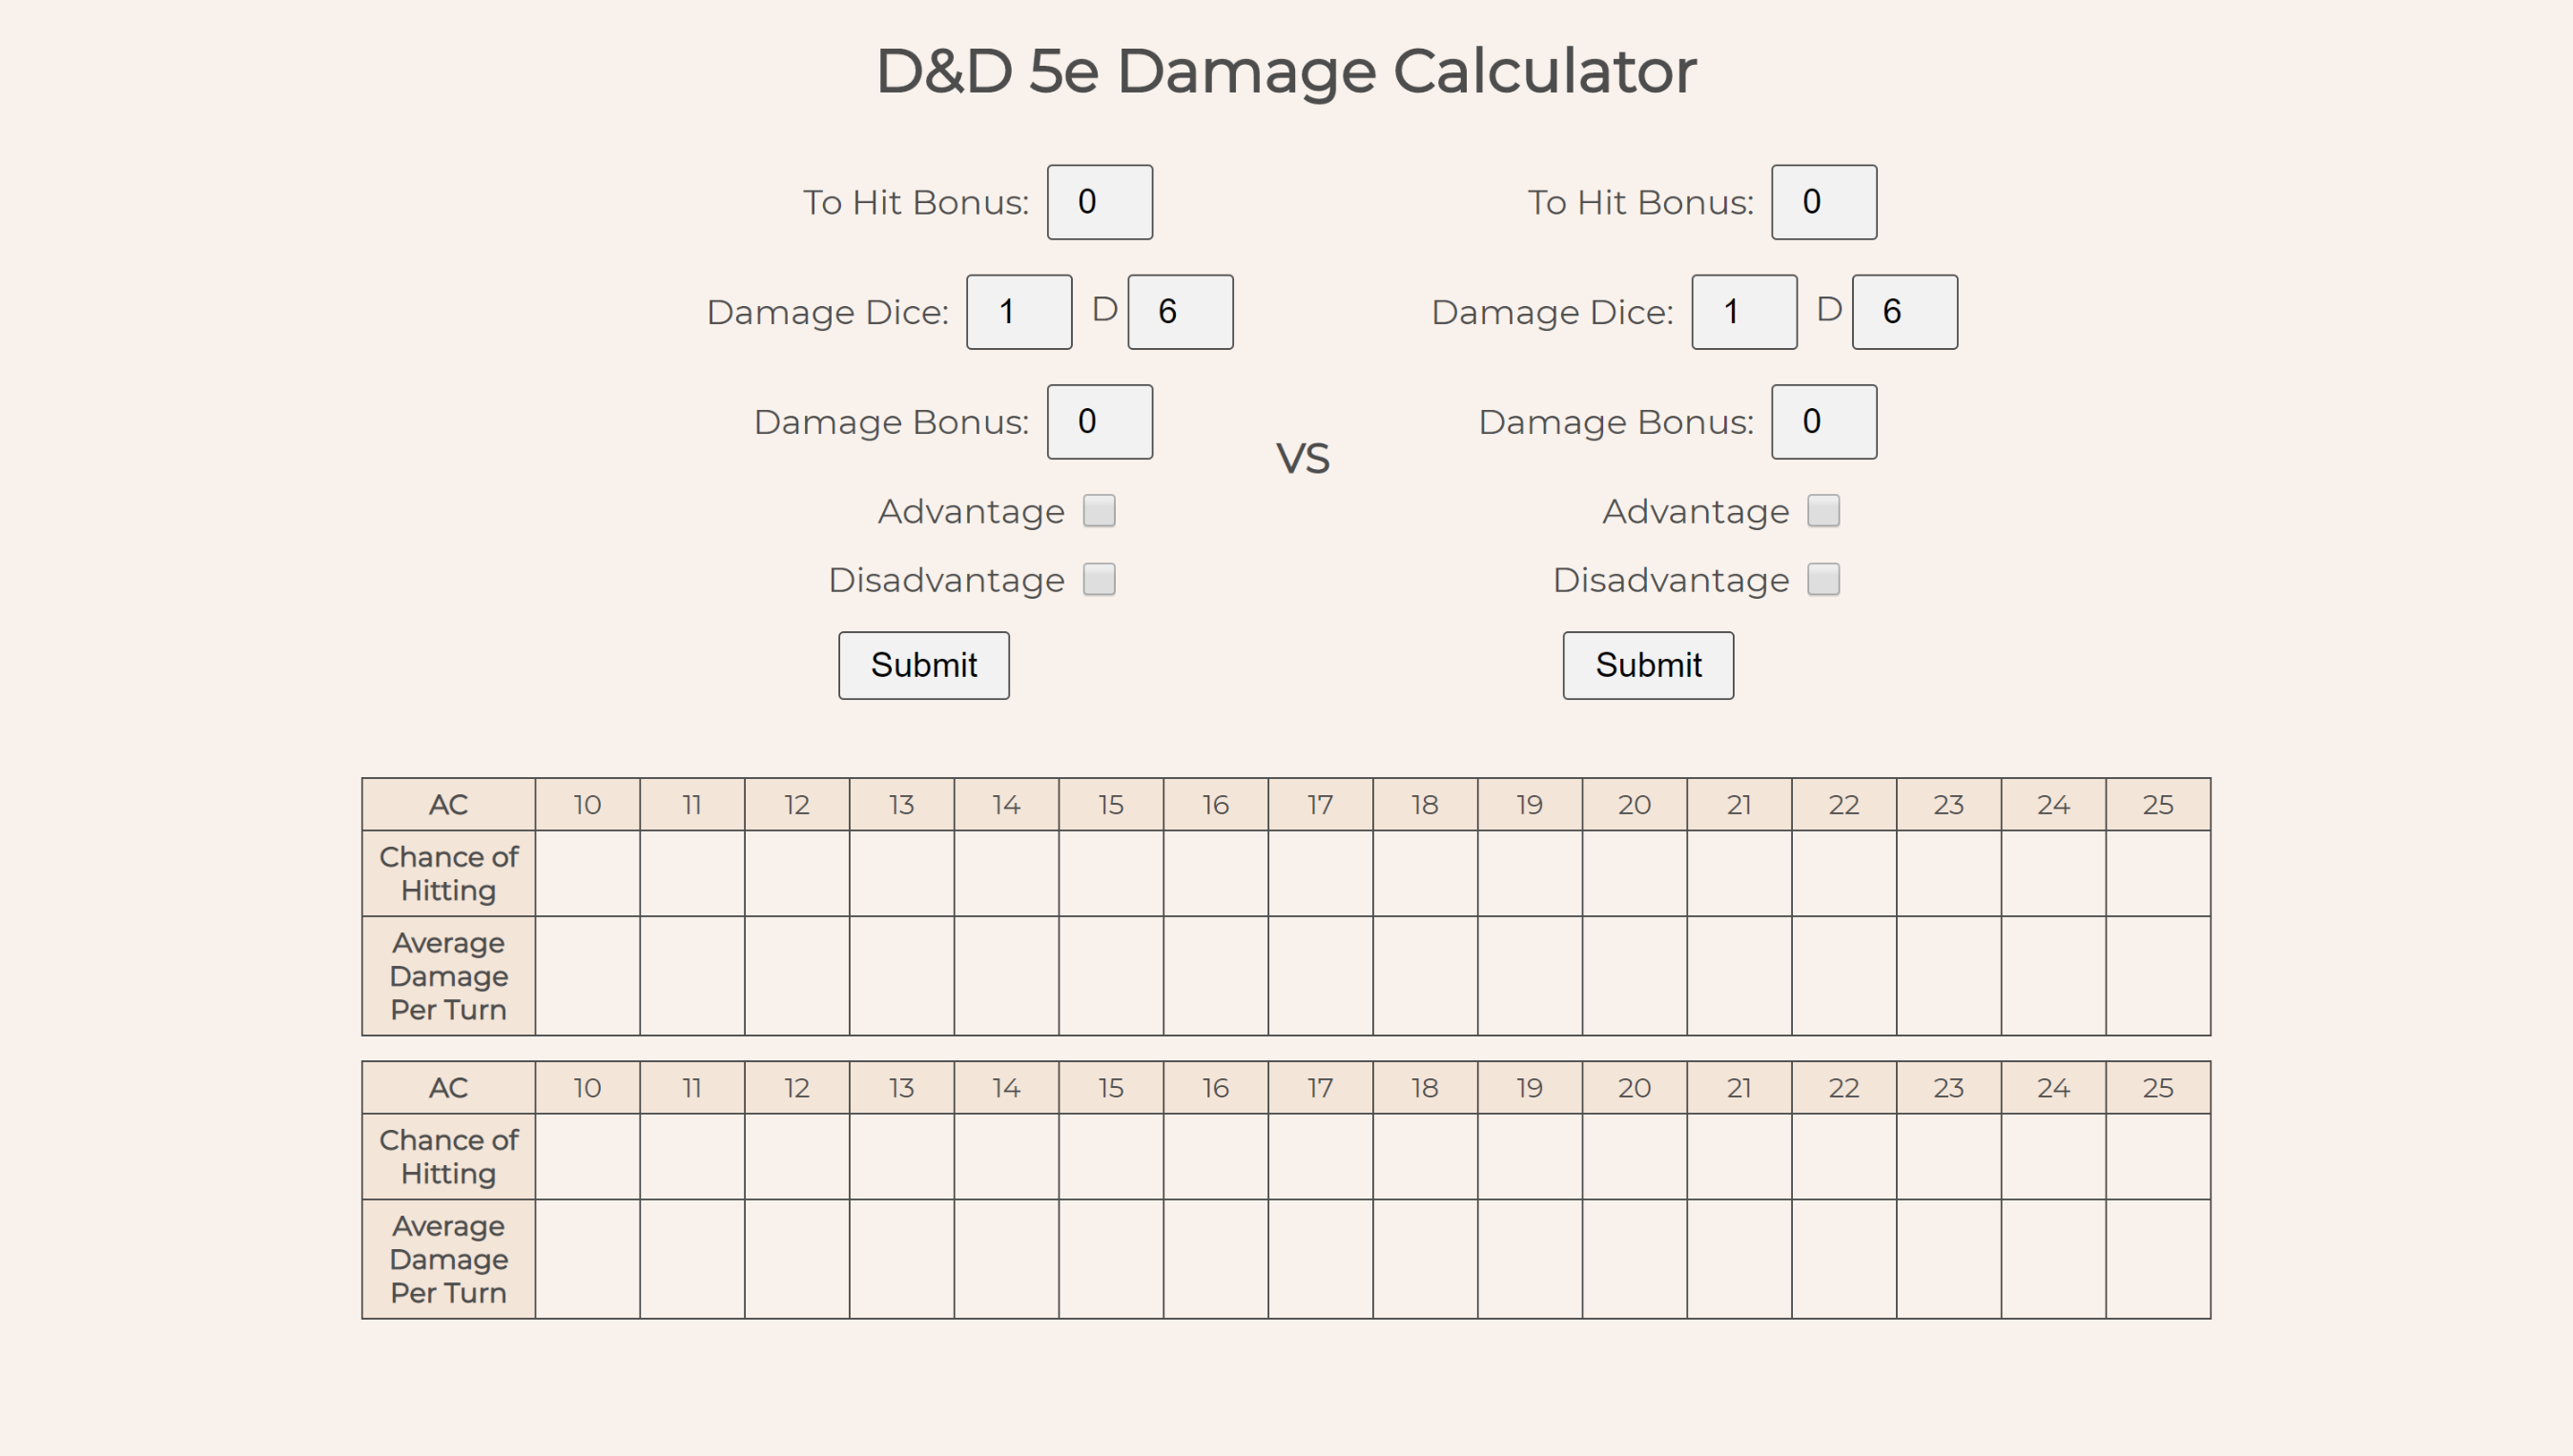 D&D 5e Damage Calculator
To Hit Bonus: 0
Damage Dice: 1 D 6
Damage Bonus: 0
Advantage
Disadvantage
Submit
VS
To Hit Bonus: 0
Damage Dice: 1 D 6
Damage Bonus: 0
Advantage
Disadvantage
Submit
AC 10 11 12 13 14 15 16 17 18 19 20 21 22 23 24 25
Chance of
Hitting
Average
Damage
Per Turn
AC 10 11 12 13 14 15 16 17 18 19 20 21 22 23 24 25
Chance of
Hitting
Average
Damage
Per Turn